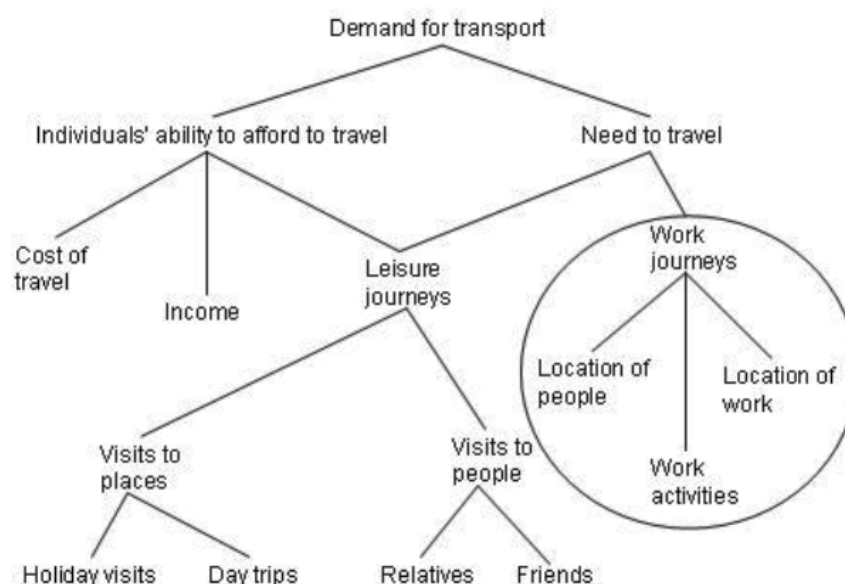 Demand for transport
Individuals' ability to afford to travel
Need to travel
Cost of
travel
Income
Leisure
journeys
Work
journeys
Location of
people
Location of
work
Work
activities
Visits to
places
Visits to
people
Holiday visits
Day trips
Relatives
Friends